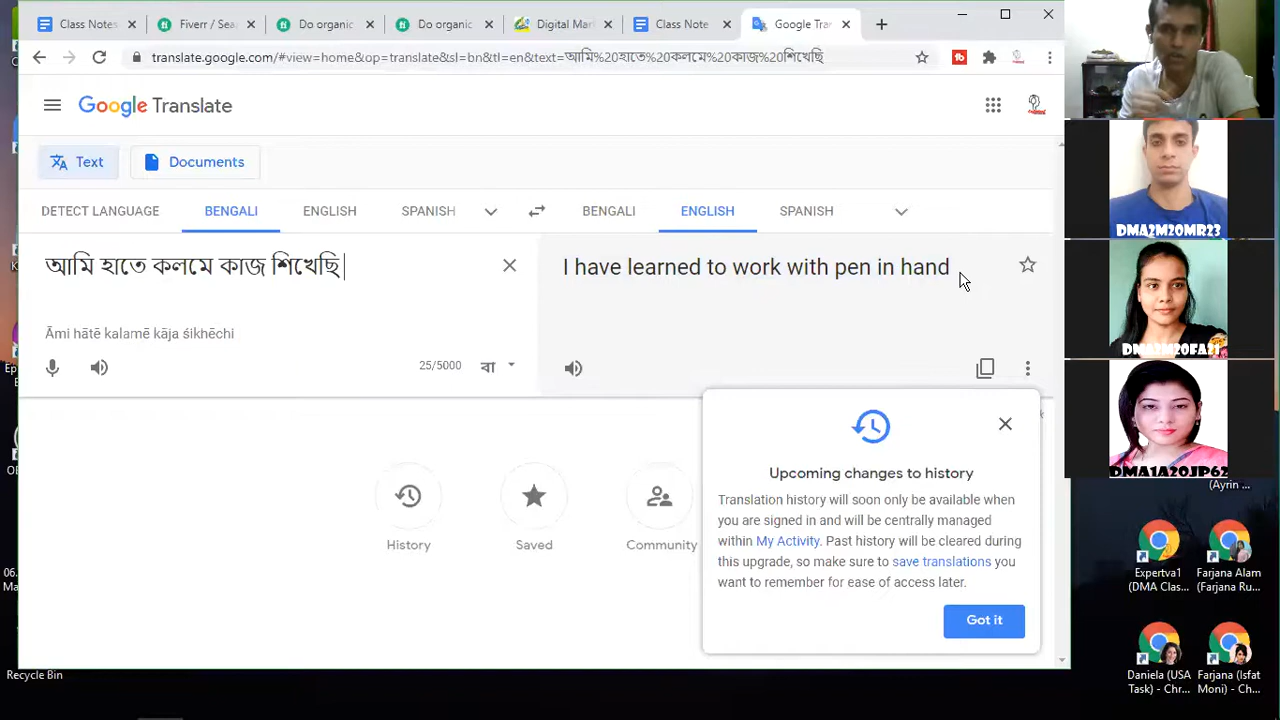 Class Notes
Fiverr / Sea
Do organic
Do organic
Digital Mar
Class Note
Google Tra
translate.google.com/#view=home&op=translate&sl=bn&tl=en&text=আমি%20হাতে%20কলমে%20কাজ%20শিখেছি
Google Translate
Text
Documents
DETECT LANGUAGE
BENGALI
ENGLISH
SPANISH
BENGALI
ENGLISH
SPANISH
আমি হাতে কলমে কাজ শিখেছি
I have learned to work with pen in hand
Āmi hātē kalamē kāja śikhēchi
25/5000
বা
History
Saved
Community
Upcoming changes to history
Translation history will soon only be available when
you are signed in and will be centrally managed
within My Activity. Past history will be cleared during
this upgrade, so make sure to save translations you
want to remember for ease of access later.
Got it
DMA2M20MR23
DMA2M20FA21
DMA1A20JP62
(Ayrin ...
Expertva1
(DMA Clas...
Farjana Alam
(Farjana Ru...
Daniela (USA
Task) - Chr...
Farjana (Isfat
Moni) - Ch...
Recycle Bin